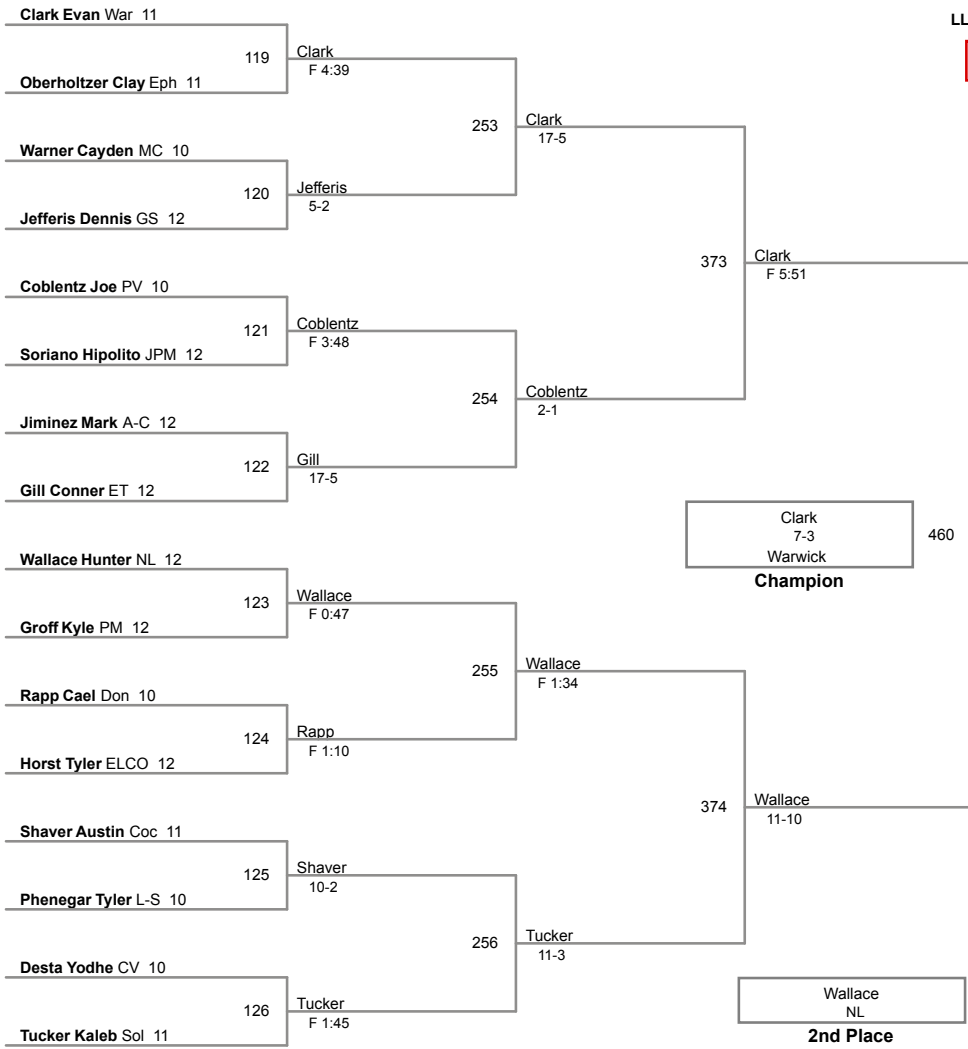 Clark Evan War 11
LL
119
Clark
F 4:39
Oberholtzer Clay Eph 11
253
Clark
17-5
Warner Cayden MC 10
120
Jefferis
5-2
Jefferis Dennis GS 12
373
Clark
F 5:51
Coblentz Joe PV 10
121
Coblentz
F 3:48
Soriano Hipolito JPM 12
254
Coblentz
2-1
Jiminez Mark A-C 12
122
Gill
17-5
Gill Conner ET 12
Clark
7-3
Warwick
460
Champion
Wallace Hunter NL 12
123
Wallace
F 0:47
Groff Kyle PM 12
255
Wallace
F 1:34
Rapp Cael Don 10
124
Rapp
F 1:10
Horst Tyler ELCO 12
374
Wallace
11-10
Shaver Austin Coc 11
125
Shaver
10-2
Phenegar Tyler L-S 10
256
Tucker
11-3
Desta Yodhe CV 10
126
Tucker
F 1:45
Tucker Kaleb Sol 11
Wallace
NL
2nd Place